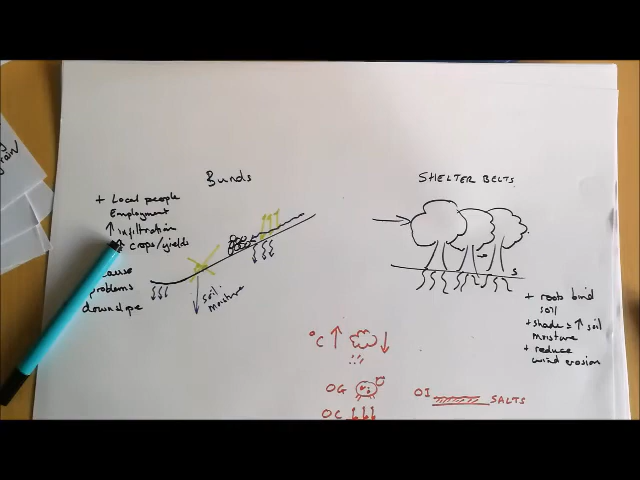 Bunds
+ Local people
Employment
↑ infiltration
↑ crops/yields
problems
downslope
soil
moisture
SHELTER BELTS
S
+ roots bind
soil
+ shade = ↑ soil
moisture
+ reduce
wind erosion
°C ↑ ↓
OG
OC
OI
SALTS